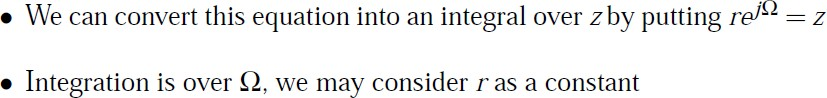 • We can convert this equation into an integral over z by putting re^{jΩ} = z
• Integration is over Ω, we may consider r as a constant